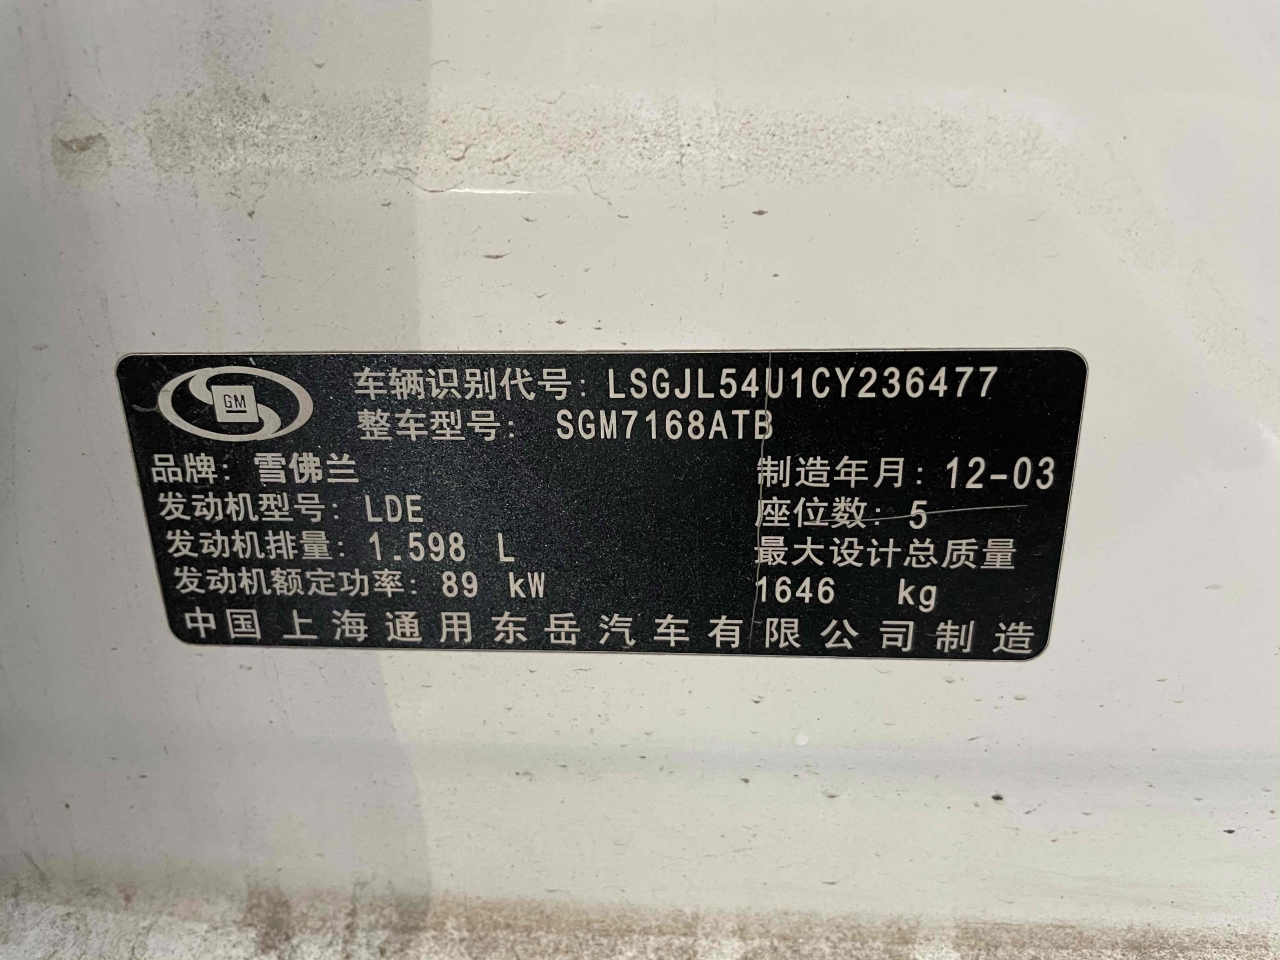 GM
车辆识别代号: LSGJL54U1CY236477
整车型号: SGM7168ATB
品牌: 雪佛兰
制造年月: 12-03
发动机型号: LDE
座位数: 5
发动机排量: 1.598 L
最大设计总质量
发动机额定功率: 89 kW
1646 kg
中国上海通用东岳汽车有限公司制造